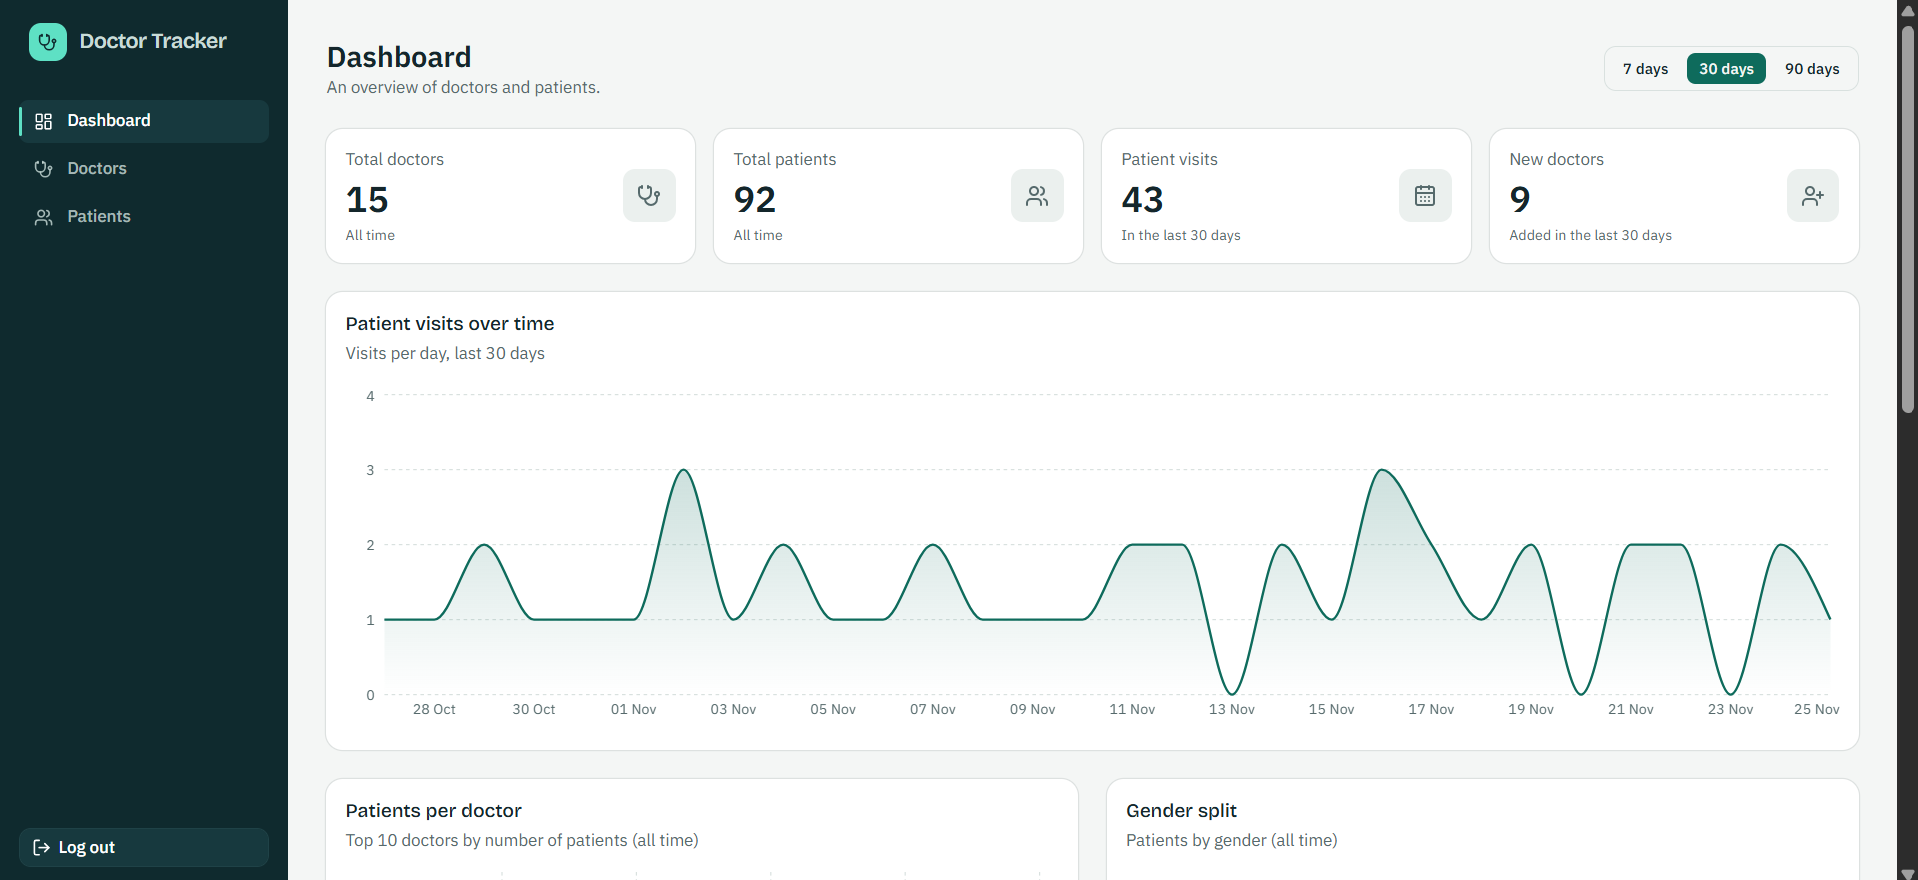 Doctor Tracker
Dashboard
Doctors
Patients
Log out
Dashboard
An overview of doctors and patients.
7 days
30 days
90 days
Total doctors
15
All time
Total patients
92
All time
Patient visits
43
In the last 30 days
New doctors
9
Added in the last 30 days
Patient visits over time
Visits per day, last 30 days
4
3
2
1
0
28 Oct
30 Oct
01 Nov
03 Nov
05 Nov
07 Nov
09 Nov
11 Nov
13 Nov
15 Nov
17 Nov
19 Nov
21 Nov
23 Nov
25 Nov
Patients per doctor
Top 10 doctors by number of patients (all time)
Gender split
Patients by gender (all time)